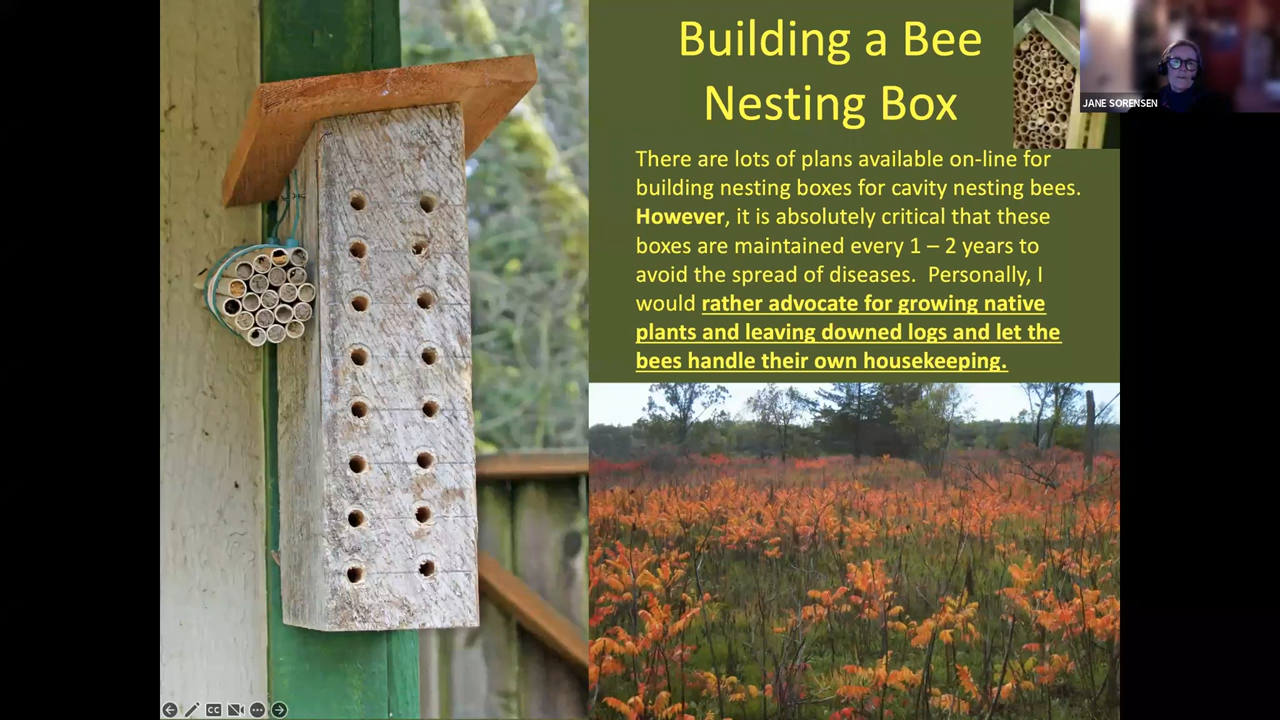 Building a Bee
Nesting Box
JANE SORENSEN
There are lots of plans available on-line for
building nesting boxes for cavity nesting bees.
However, it is absolutely critical that these
boxes are maintained every 1 – 2 years to
avoid the spread of diseases.  Personally, I
would rather advocate for growing native
plants and leaving downed logs and let the
bees handle their own housekeeping.
CC